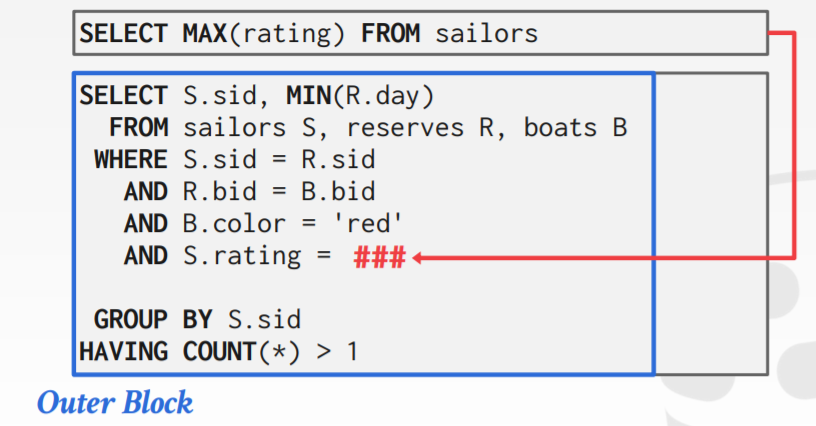 SELECT MAX(rating) FROM sailors
SELECT S.sid, MIN(R.day)
FROM sailors S, reserves R, boats B
WHERE S.sid = R.sid
AND R.bid = B.bid
AND B.color = 'red'
AND S.rating = ###
GROUP BY S.sid
HAVING COUNT(*) > 1
Outer Block